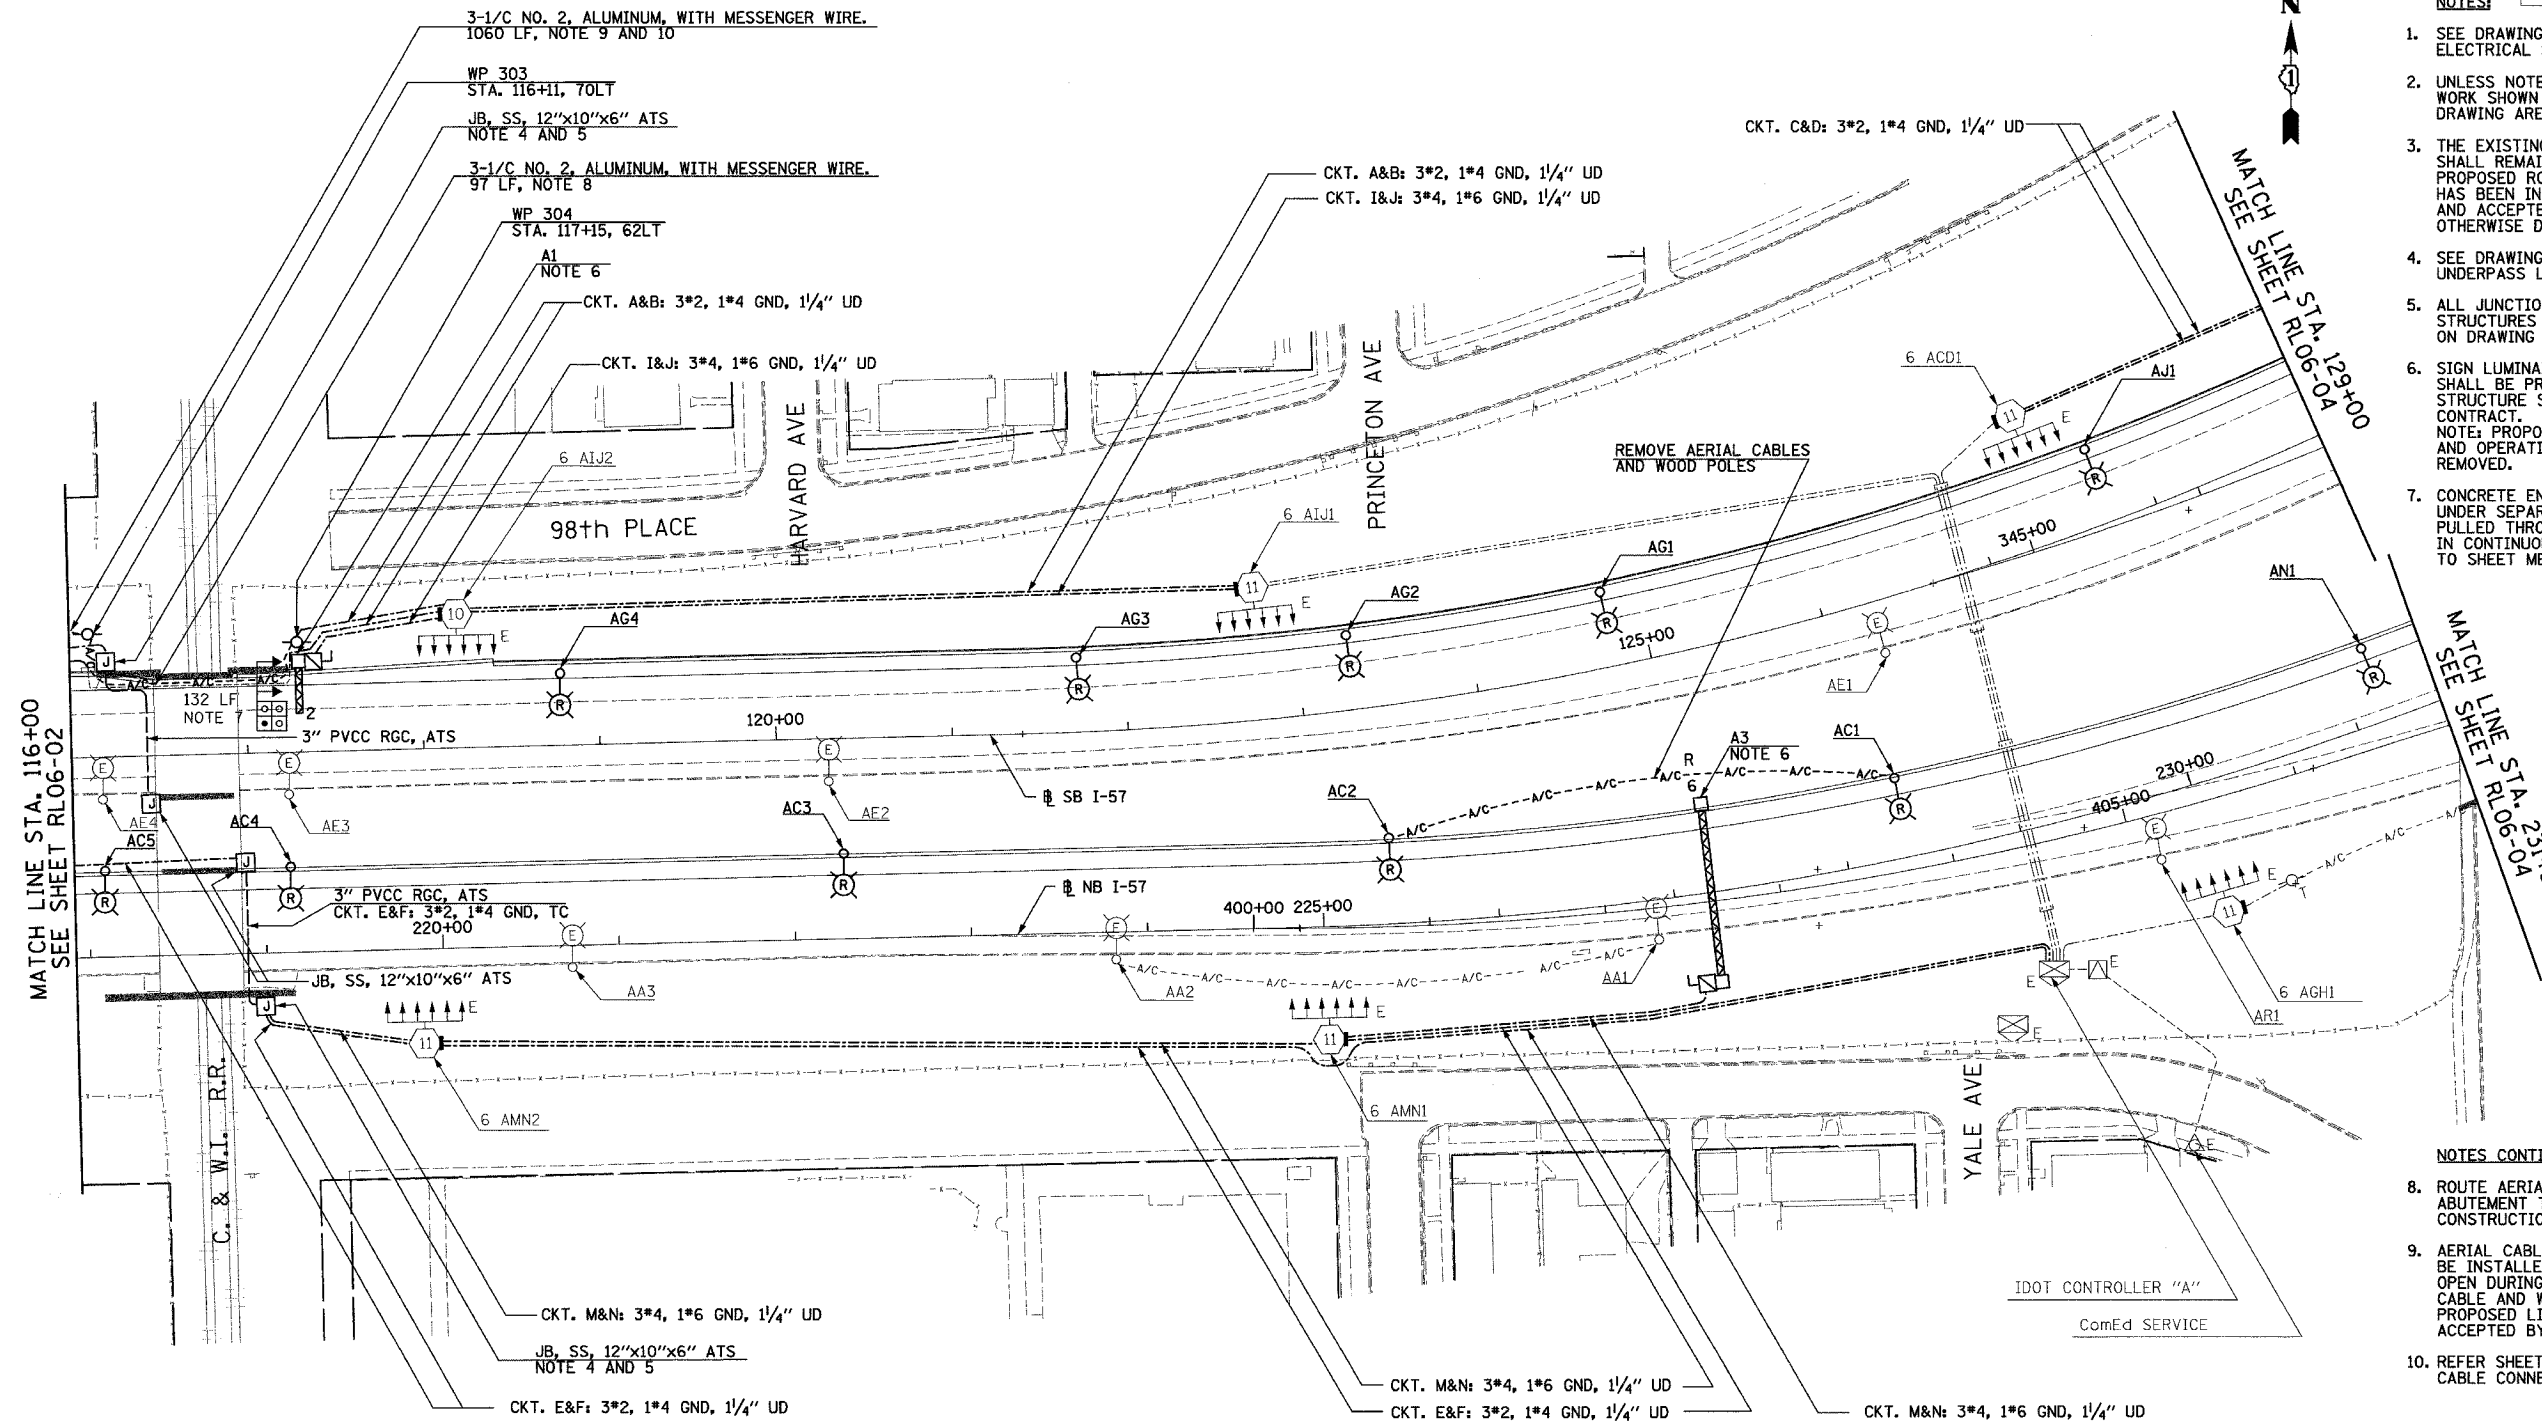 3-1/C NO. 2, ALUMINUM, WITH MESSENGER WIRE.
1060 LF, NOTE 9 AND 10
WP 303
STA. 116+11, 70LT
JB, SS, 12"x10"x6" ATS
NOTE 4 AND 5
3-1/C NO. 2, ALUMINUM, WITH MESSENGER WIRE.
97 LF, NOTE 8
WP 304
STA. 117+15, 62LT
A1
NOTE 6
CKT. A&B: 3#2, 1#4 GND, 1¼" UD
CKT. I&J: 3#4, 1#6 GND, 1¼" UD
CKT. A&B: 3#2, 1#4 GND, 1¼" UD
CKT. I&J: 3#4, 1#6 GND, 1¼" UD
CKT. C&D: 3#2, 1#4 GND, 1¼" UD
N
1
MATCH LINE STA. 129+00
SEE SHEET RL06-04
6 ACD1
11
E
AJ1
R
6 AIJ2
10
E
HARVARD AVE
98th PLACE
PRINCETON AVE
6 AIJ1
11
E
REMOVE AERIAL CABLES
AND WOOD POLES
AG4
R
AG3
R
AG2
R
AG1
R
345+00
125+00
120+00
AN1
R
MATCH LINE STA. 231+
SEE SHEET RL06-04
MATCH LINE STA. 116+00
SEE SHEET RL06-02
J
A/C A/C A/C
132 LF
NOTE 7
2
3" PVCC RGC, ATS
J
E
AE4
E
AE3
E
AE2
E
AE1
℄ SB I-57
AC5
R
AC4
R
J
AC3
R
AC2
R
A/C A/C A/C A/C A/C A/C A/C A/C
R
6
A3
NOTE 6
AC1
R
230+00
405+00
3" PVCC RGC, ATS
CKT. E&F: 3#2, 1#4 GND, TC
220+00
℄ NB I-57
400+00 225+00
JB, SS, 12"x10"x6" ATS
J
E
AA3
E
AA2
A/C A/C A/C A/C A/C A/C A/C
E
AA1
E
AR1
A/C A/C A/C A/C
T
11
E
6 AGH1
E
E
E
11
E
6 AMN2
11
E
6 AMN1
YALE AVE
C. & W.I. R.R.
E
IDOT CONTROLLER "A"
ComEd SERVICE
CKT. M&N: 3#4, 1#6 GND, 1¼" UD
JB, SS, 12"x10"x6" ATS
NOTE 4 AND 5
CKT. E&F: 3#2, 1#4 GND, 1¼" UD
CKT. M&N: 3#4, 1#6 GND, 1¼" UD
CKT. E&F: 3#2, 1#4 GND, 1¼" UD
CKT. M&N: 3#4, 1#6 GND, 1¼" UD
NOTES:
1. SEE DRAWING
ELECTRICAL
2. UNLESS NOTE
WORK SHOWN
DRAWING ARE
3. THE EXISTING
SHALL REMAI
PROPOSED RO
HAS BEEN IN
AND ACCEPTE
OTHERWISE D
4. SEE DRAWING
UNDERPASS L
5. ALL JUNCTIO
STRUCTURES
ON DRAWING
6. SIGN LUMINA
SHALL BE PR
STRUCTURE S
CONTRACT.
NOTE: PROPO
AND OPERATI
REMOVED.
7. CONCRETE EN
UNDER SEPAR
PULLED THRO
IN CONTINUO
TO SHEET ME
NOTES CONTI
8. ROUTE AERIA
ABUTEMENT T
CONSTRUCTIO
9. AERIAL CABL
BE INSTALLE
OPEN DURING
CABLE AND W
PROPOSED LI
ACCEPTED BY
10. REFER SHEET
CABLE CONNE